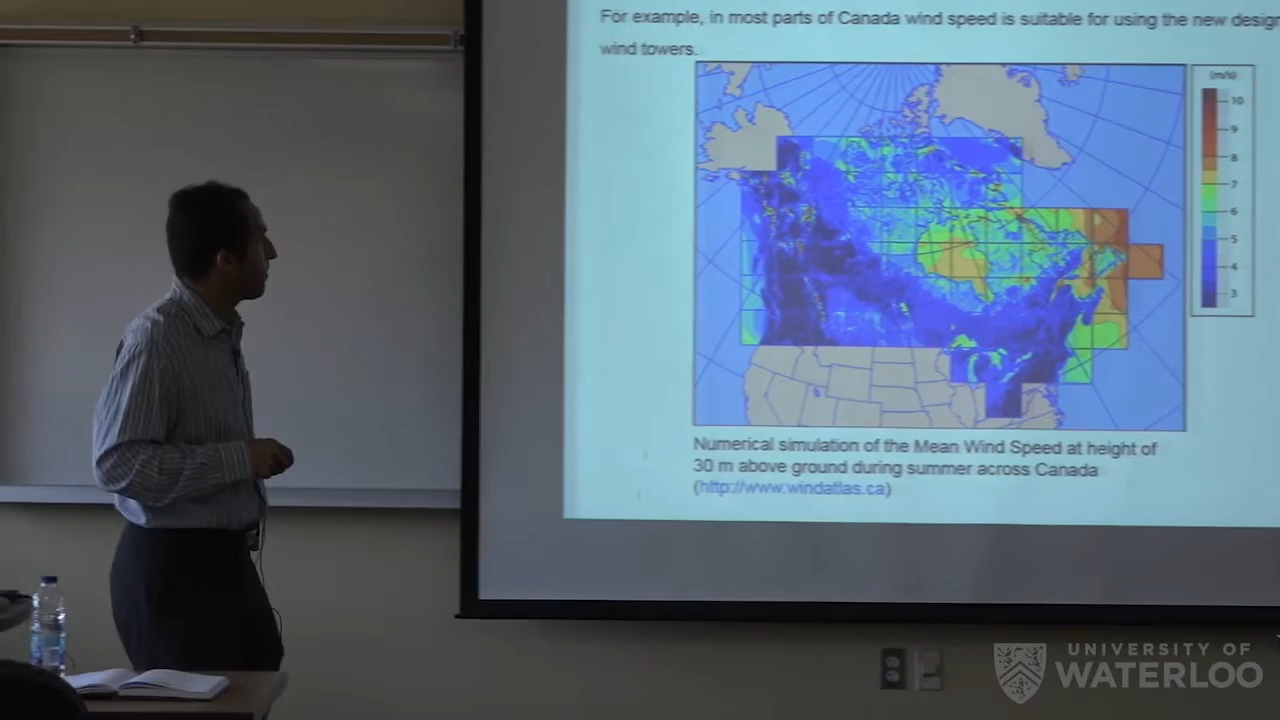 For example, in most parts of Canada wind speed is suitable for using the new design
wind towers.
(m/s)
10
9
8
7
6
5
4
3
Numerical simulation of the Mean Wind Speed at height of
30 m above ground during summer across Canada
(http://www.windatlas.ca)
UNIVERSITY OF
WATERLOO